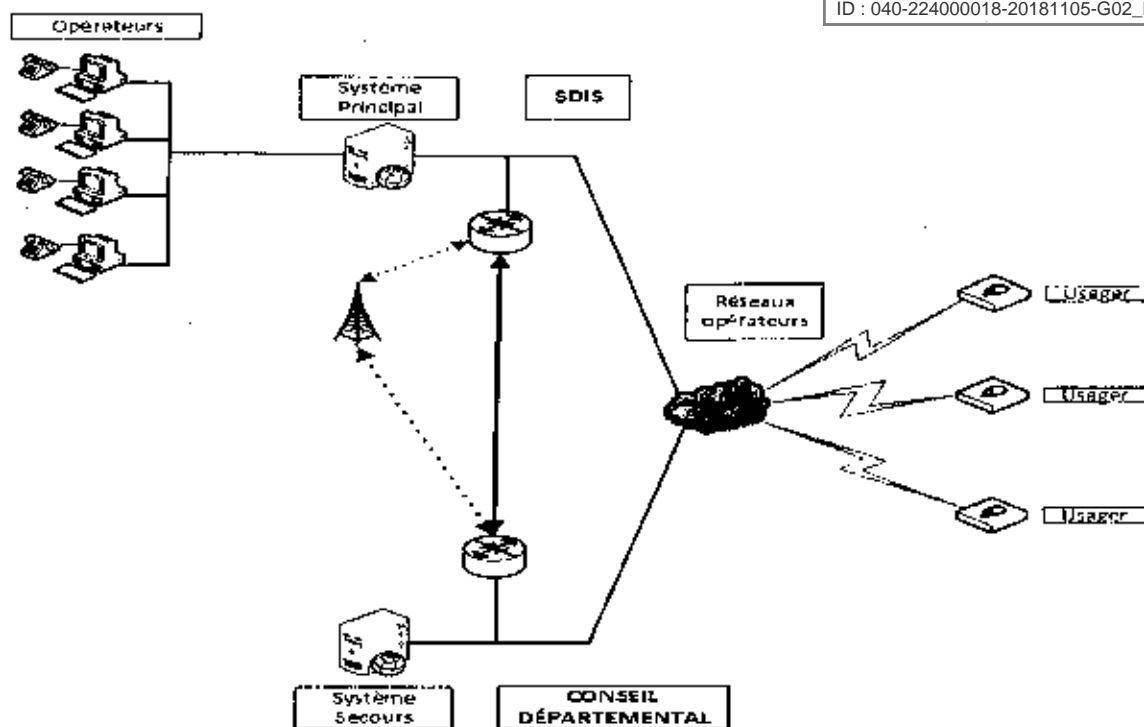 ID : 040-224000018-20181105-G02_
Opérateurs
Système
Principal
SDIS
Réseaux
opérateurs
Usager
Usager
Usager
Système
Secours
CONSEIL
DÉPARTEMENTAL